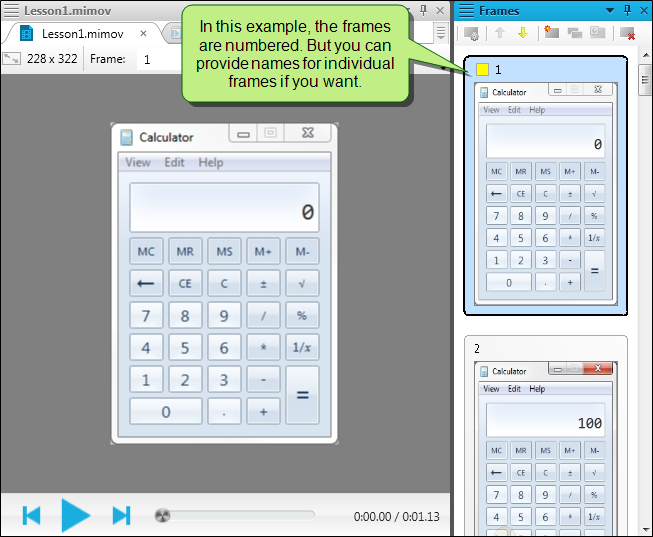 Lesson1.mimov
Lesson1.mimov
228 x 322 Frame: 1
In this example, the frames
are numbered. But you can
provide names for individual
frames if you want.
Calculator
View Edit Help
0
MC MR MS M+ M-
← CE C ± √
7 8 9 / %
4 5 6 * 1/x
1 2 3 - =
0 . +
0:00.00 / 0:01.13
Frames
1
Calculator
View Edit Help
0
MC MR MS M+ M-
← CE C ± √
7 8 9 / %
4 5 6 * 1/x
1 2 3 - =
0 . +
2
Calculator
View Edit Help
100
MC MR MS M+ M-
← CE C ± √
7 8 9 / %
4 5 6 * 1/x